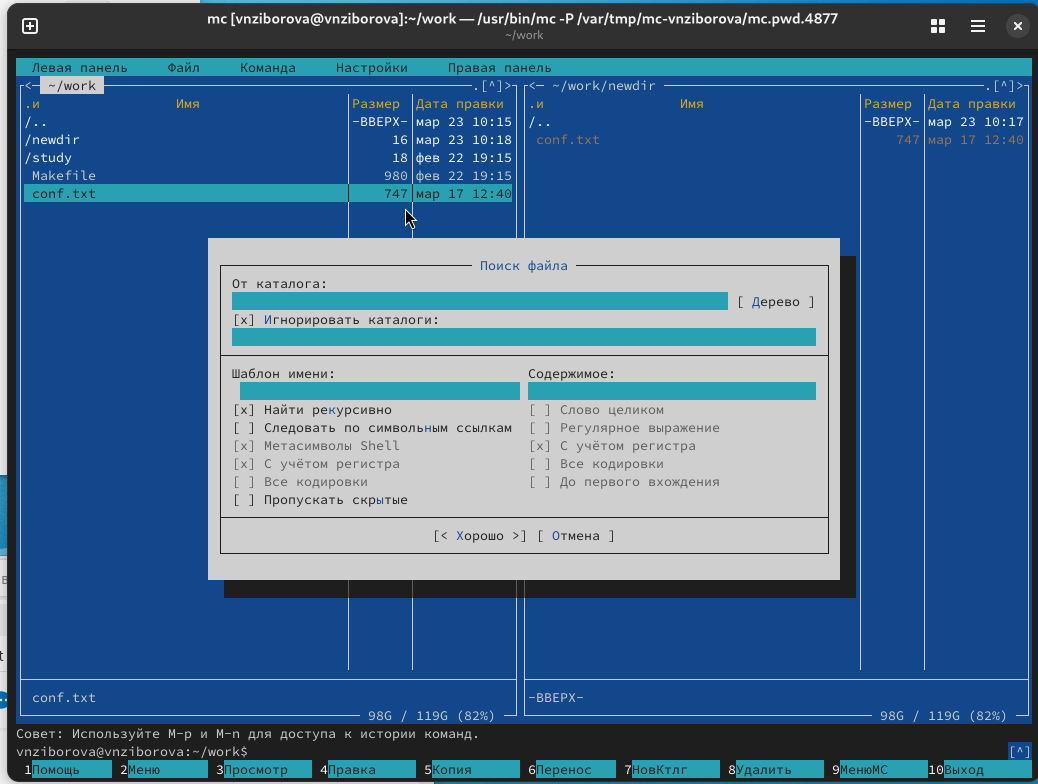 mc [vnziborova@vnziborova]:~/work — /usr/bin/mc -P /var/tmp/mc-vnziborova/mc.pwd.4877
~/work
Левая панель Файл Команда Настройки Правая панель
<— ~/work .[^]> <— ~/work/newdir .[^]>
.и Имя Размер Дата правки .и Имя Размер Дата правки
/.. -ВВЕРХ- мар 23 10:15 /.. -ВВЕРХ- мар 23 10:17
/newdir 16 мар 23 10:18 conf.txt 747 мар 17 12:40
/study 18 фев 22 19:15
Makefile 980 фев 22 19:15
conf.txt 747 мар 17 12:40
Поиск файла
От каталога:
[ Дерево ]
[x] Игнорировать каталоги:
Шаблон имени: Содержимое:
[x] Найти рекурсивно [ ] Слово целиком
[ ] Следовать по символьным ссылкам [ ] Регулярное выражение
[x] Метасимволы Shell [x] С учётом регистра
[x] С учётом регистра [ ] Все кодировки
[ ] Все кодировки [ ] До первого вхождения
[ ] Пропускать скрытые
[< Хорошо >] [ Отмена ]
conf.txt -ВВЕРХ-
98G / 119G (82%) 98G / 119G (82%)
Совет: Используйте M-p и M-n для доступа к истории команд.
vnziborova@vnziborova:~/work$ [^]
1Помощь 2Меню 3Просмотр 4Правка 5Копия 6Перенос 7НовКтлг 8Удалить 9МенюMC 10Выход